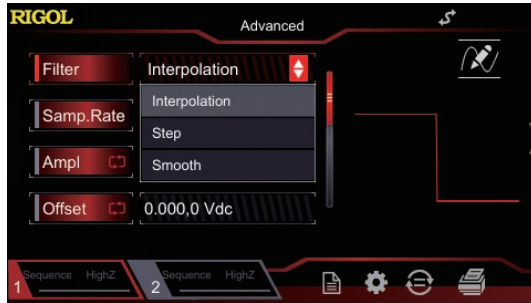 RIGOL
Advanced
Filter
Interpolation
Interpolation
Samp.Rate
Step
Ampl
Smooth
Offset
0.000,0 Vdc
1
Sequence
HighZ
2
Sequence
HighZ